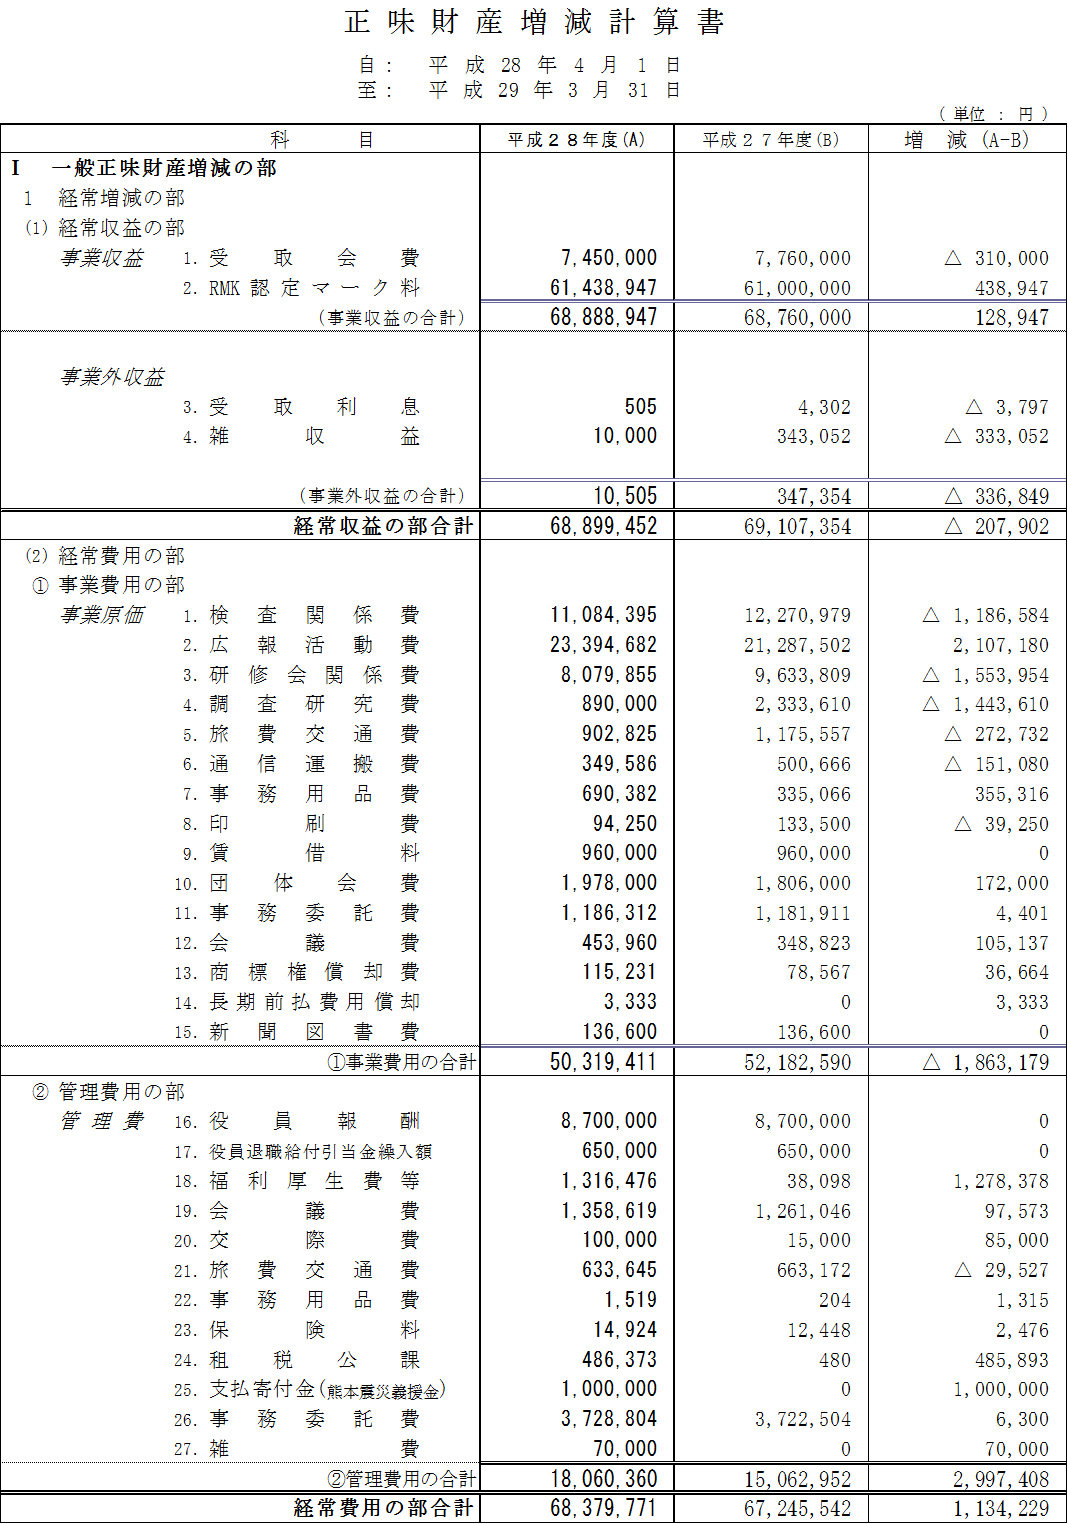 正味財産増減計算書
自： 平成 28 年 4 月 1 日
至： 平成 29 年 3 月 31 日
（ 単位 ： 円 ）
科 目 平成２８年度(A) 平成２７年度(B) 増 減 (A-B)
Ⅰ 一般正味財産増減の部
1 経常増減の部
(1) 経常収益の部
事業収益 1. 受取会費 7,450,000 7,760,000 △ 310,000
2. RMK認定マーク料 61,438,947 61,000,000 438,947
（事業収益の合計） 68,888,947 68,760,000 128,947
事業外収益
3. 受取利息 505 4,302 △ 3,797
4. 雑収益 10,000 343,052 △ 333,052
（事業外収益の合計） 10,505 347,354 △ 336,849
経常収益の部合計 68,899,452 69,107,354 △ 207,902
(2) 経常費用の部
① 事業費用の部
事業原価 1. 検査関係費 11,084,395 12,270,979 △ 1,186,584
2. 広報活動費 23,394,682 21,287,502 2,107,180
3. 研修会関係費 8,079,855 9,633,809 △ 1,553,954
4. 調査研究費 890,000 2,333,610 △ 1,443,610
5. 旅費交通費 902,825 1,175,557 △ 272,732
6. 通信運搬費 349,586 500,666 △ 151,080
7. 事務用品費 690,382 335,066 355,316
8. 印刷費 94,250 133,500 △ 39,250
9. 賃借料 960,000 960,000 0
10. 団体会費 1,978,000 1,806,000 172,000
11. 事務委託費 1,186,312 1,181,911 4,401
12. 会議費 453,960 348,823 105,137
13. 商標権償却費 115,231 78,567 36,664
14. 長期前払費用償却 3,333 0 3,333
15. 新聞図書費 136,600 136,600 0
①事業費用の合計 50,319,411 52,182,590 △ 1,863,179
② 管理費用の部
管理費 16. 役員報酬 8,700,000 8,700,000 0
17. 役員退職給付引当金繰入額 650,000 650,000 0
18. 福利厚生費等 1,316,476 38,098 1,278,378
19. 会議費 1,358,619 1,261,046 97,573
20. 交際費 100,000 15,000 85,000
21. 旅費交通費 633,645 663,172 △ 29,527
22. 事務用品費 1,519 204 1,315
23. 保険料 14,924 12,448 2,476
24. 租税公課 486,373 480 485,893
25. 支払寄付金(熊本震災義援金) 1,000,000 0 1,000,000
26. 事務委託費 3,728,804 3,722,504 6,300
27. 雑費 70,000 0 70,000
②管理費用の合計 18,060,360 15,062,952 2,997,408
経常費用の部合計 68,379,771 67,245,542 1,134,229